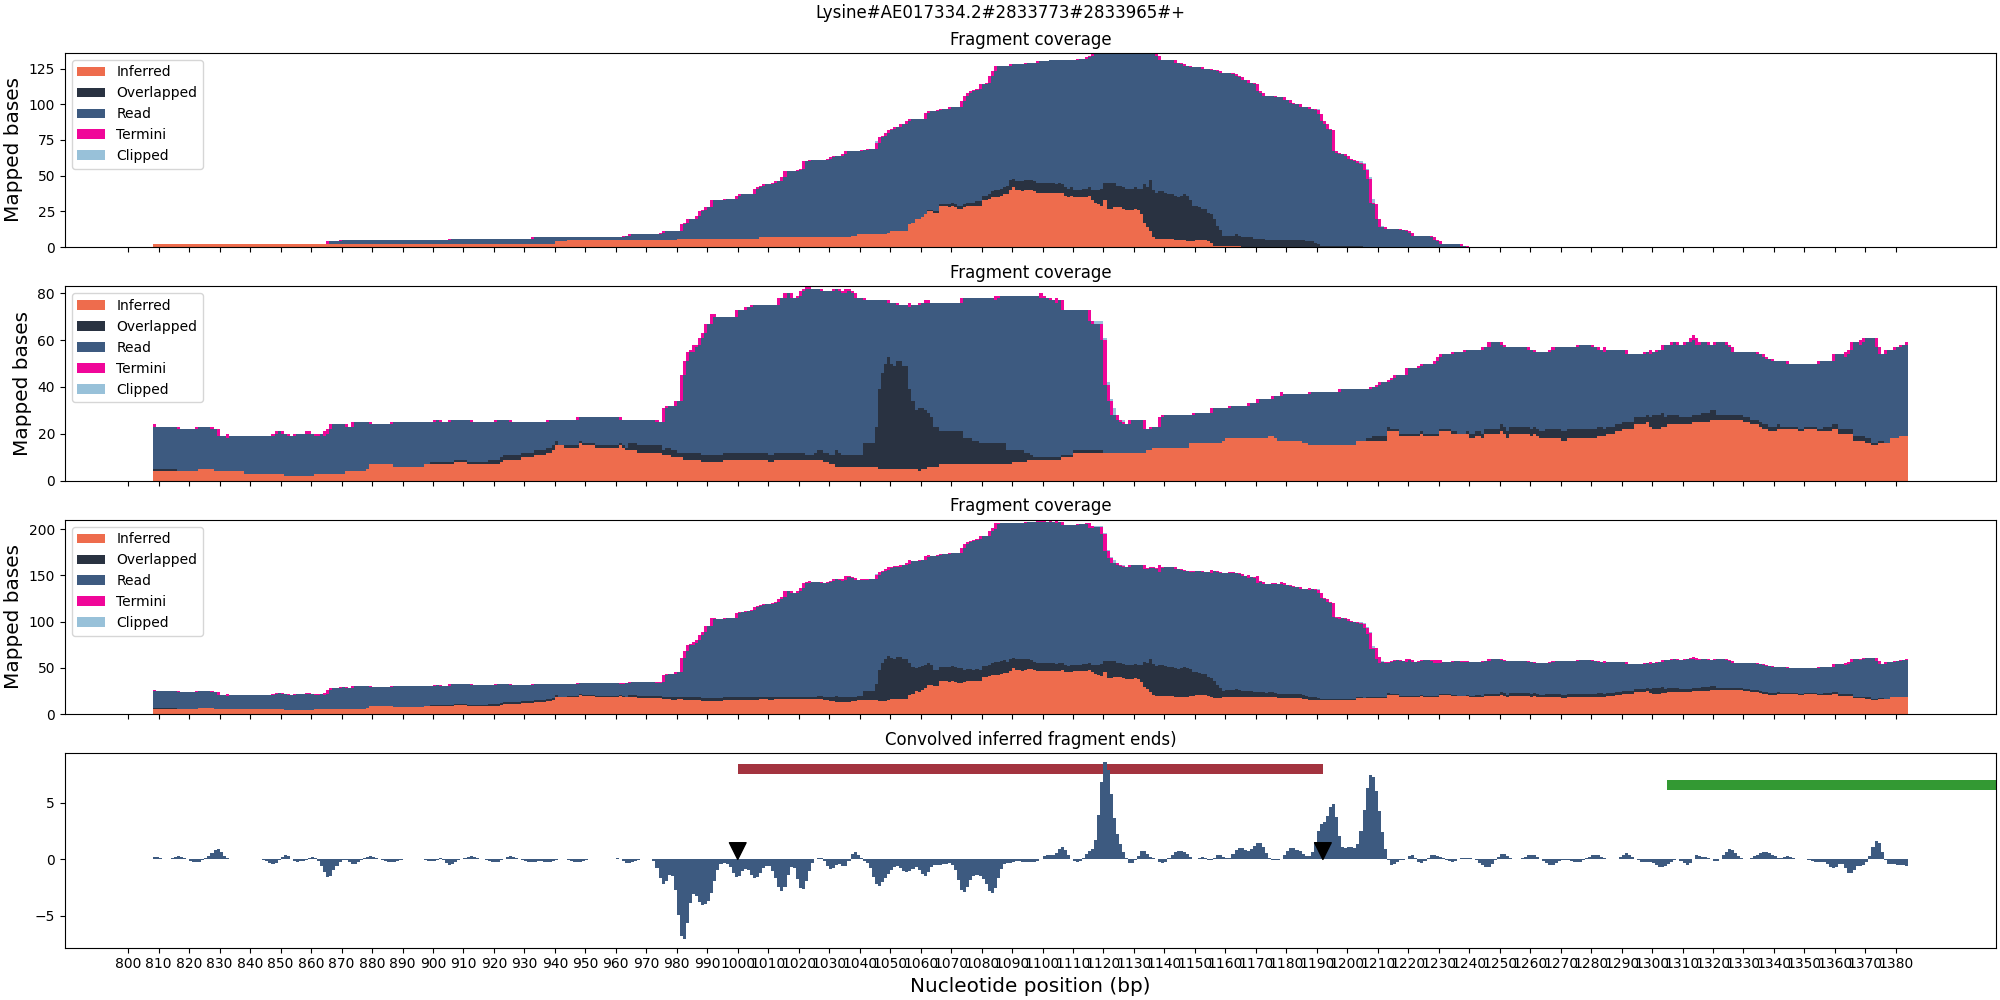 Lysine#AE017334.2#2833773#2833965#+
Fragment coverage
Mapped bases
125
100
75
50
25
0
Inferred
Overlapped
Read
Termini
Clipped
Fragment coverage
Mapped bases
80
60
40
20
0
Inferred
Overlapped
Read
Termini
Clipped
Fragment coverage
Mapped bases
200
150
100
50
0
Inferred
Overlapped
Read
Termini
Clipped
Convolved inferred fragment ends)
5
0
−5
800 810 820 830 840 850 860 870 880 890 900 910 920 930 940 950 960 970 980 990 1000 1010 1020 1030 1040 1050 1060 1070 1080 1090 1100 1110 1120 1130 1140 1150 1160 1170 1180 1190 1200 1210 1220 1230 1240 1250 1260 1270 1280 1290 1300 1310 1320 1330 1340 1350 1360 1370 1380
Nucleotide position (bp)